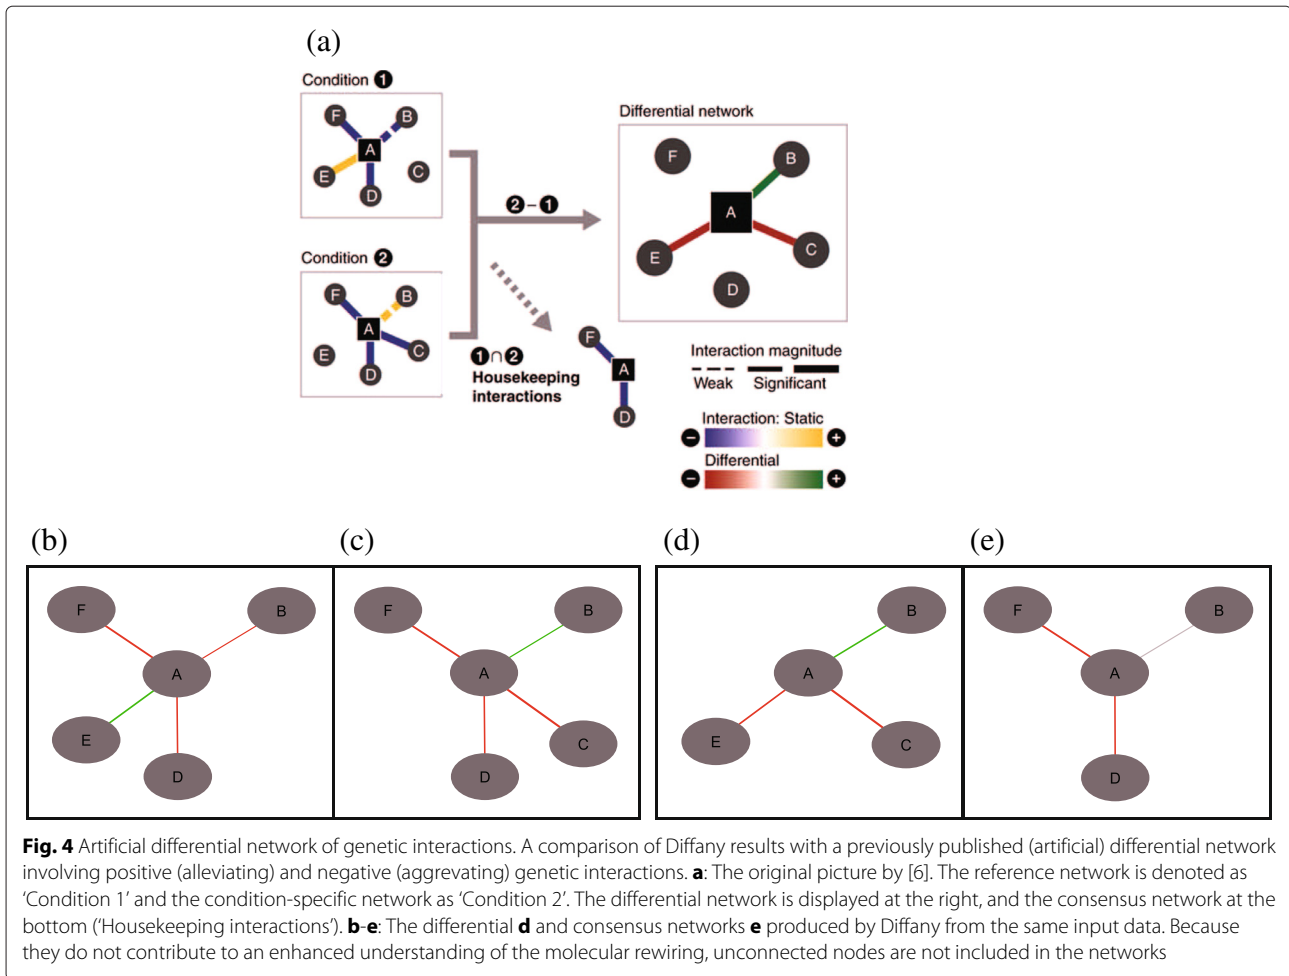 (a)
Condition 1
F
B
A
E
C
D
Condition 2
F
B
A
E
C
D
2 – 1
1 ∩ 2
Housekeeping
interactions
F
A
D
Differential network
F
B
A
E
C
D
Interaction magnitude
Weak Significant
Interaction: Static
− +
Differential
− +
(b)
F
B
A
E
D
(c)
F
B
A
C
D
(d)
B
A
E
C
(e)
F
B
A
D
Fig. 4 Artificial differential network of genetic interactions. A comparison of Diffany results with a previously published (artificial) differential network
involving positive (alleviating) and negative (aggrevating) genetic interactions. a: The original picture by [6]. The reference network is denoted as
‘Condition 1’ and the condition-specific network as ‘Condition 2’. The differential network is displayed at the right, and the consensus network at the
bottom (‘Housekeeping interactions’). b-e: The differential d and consensus networks e produced by Diffany from the same input data. Because
they do not contribute to an enhanced understanding of the molecular rewiring, unconnected nodes are not included in the networks